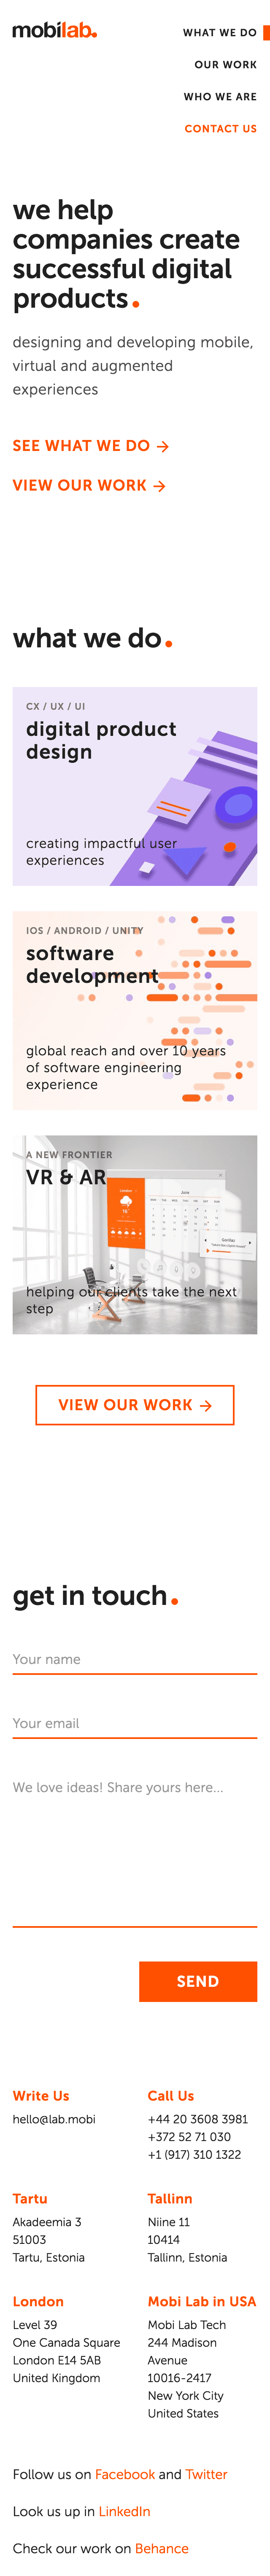 mobilab.
WHAT WE DO
OUR WORK
WHO WE ARE
CONTACT US
we help
companies create
successful digital
products.
designing and developing mobile,
virtual and augmented
experiences
SEE WHAT WE DO →
VIEW OUR WORK →
what we do.
CX / UX / UI
digital product
design
creating impactful user
experiences
IOS / ANDROID / UNITY
software
development
global reach and over 10 years
of software engineering
experience
A NEW FRONTIER
VR & AR
June
helping our clients take the next
step
VIEW OUR WORK →
get in touch.
Your name
Your email
We love ideas! Share yours here...
SEND
Write Us
hello@lab.mobi
Call Us
+44 20 3608 3981
+372 52 71 030
+1 (917) 310 1322
Tartu
Akadeemia 3
51003
Tartu, Estonia
Tallinn
Niine 11
10414
Tallinn, Estonia
London
Level 39
One Canada Square
London E14 5AB
United Kingdom
Mobi Lab in USA
Mobi Lab Tech
244 Madison
Avenue
10016-2417
New York City
United States
Follow us on Facebook and Twitter
Look us up in LinkedIn
Check our work on Behance